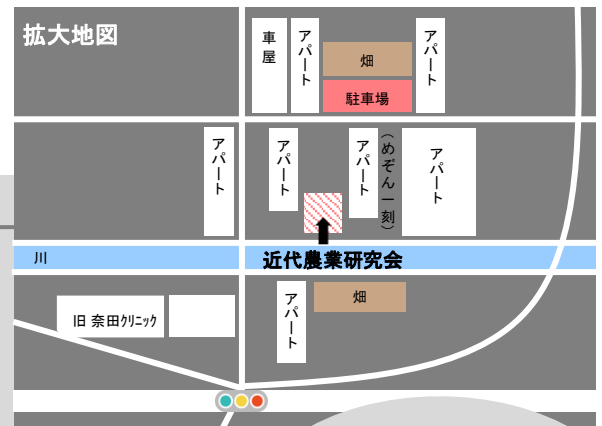 拡大地図
車屋
アパート
畑
駐車場
アパート
アパート
アパート
アパート
(めぞん一刻)
アパート
川
近代農業研究会
旧 奈田クリニック
アパート
畑